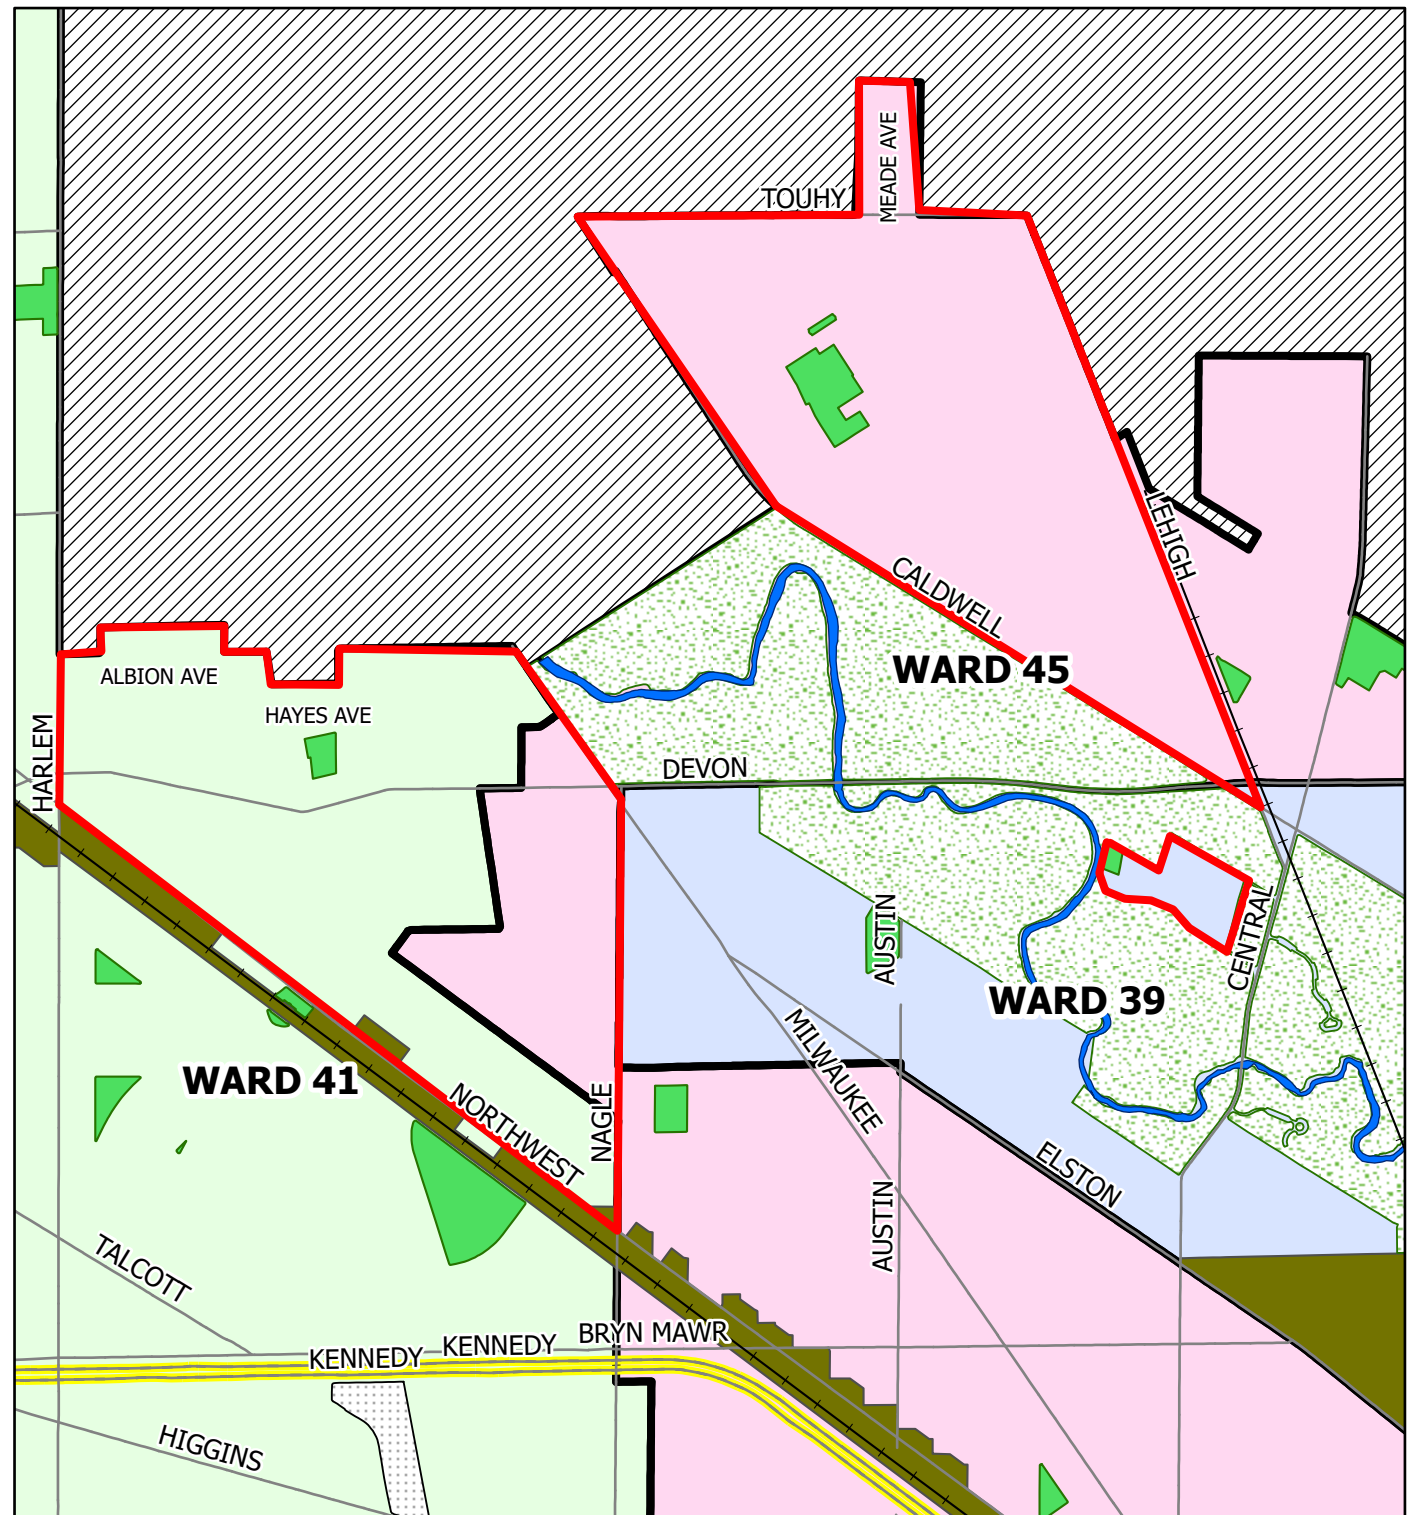 MEADE AVE
TOUHY
LEHIGH
CALDWELL
WARD 45
ALBION AVE
HAYES AVE
HARLEM
DEVON
AUSTIN
CENTRAL
WARD 39
MILWAUKEE
WARD 41
NORTHWEST
NAGLE
ELSTON
AUSTIN
TALCOTT
BRYN MAWR
KENNEDY
KENNEDY
HIGGINS